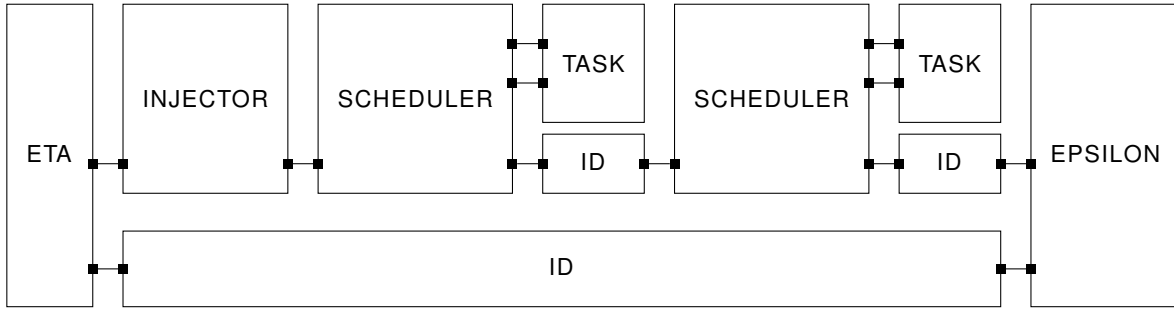 TASK
TASK
INJECTOR
SCHEDULER
SCHEDULER
ETA
ID
ID
EPSILON
ID